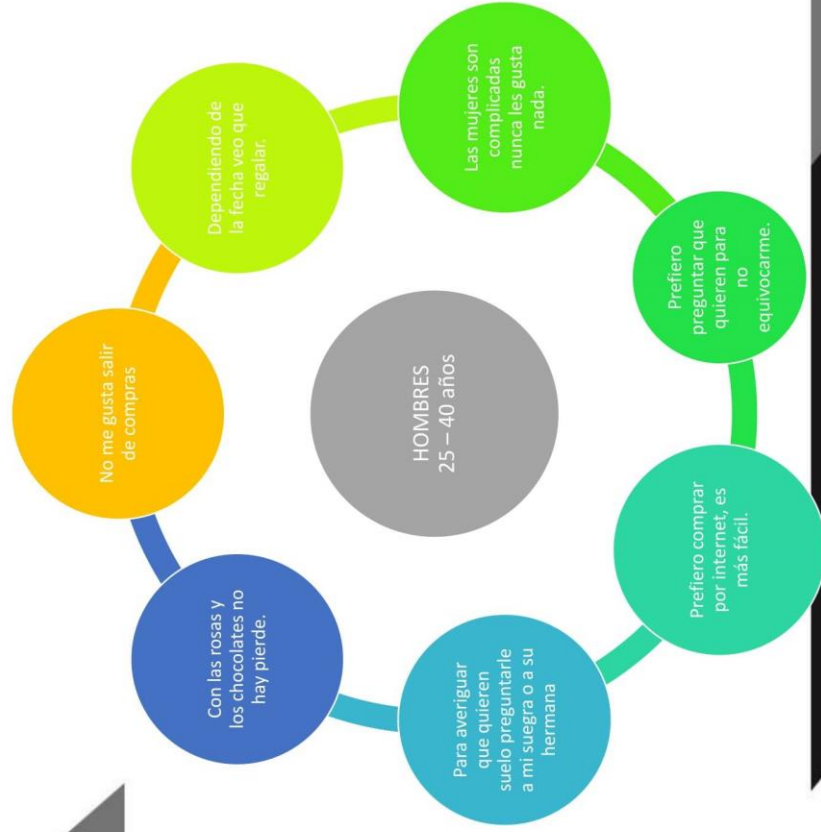 HOMBRES
25 – 40 años
No me gusta salir
de compras
Dependiendo de
la fecha veo que
regalar.
Las mujeres son
complicadas
nunca les gusta
nada.
Prefiero
preguntar que
quieren para
no
equivocarme.
Prefiero comprar
por internet, es
más fácil.
Para averiguar
que quieren
suelo preguntarle
a mi suegra o a su
hermana
Con las rosas y
los chocolates no
hay pierde.